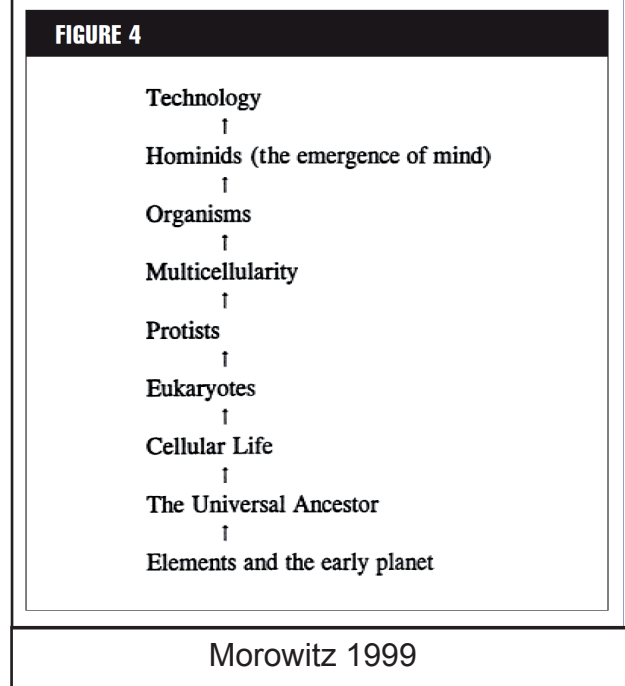 FIGURE 4
Technology
↑
Hominids (the emergence of mind)
↑
Organisms
↑
Multicellularity
↑
Protists
↑
Eukaryotes
↑
Cellular Life
↑
The Universal Ancestor
↑
Elements and the early planet
Morowitz 1999